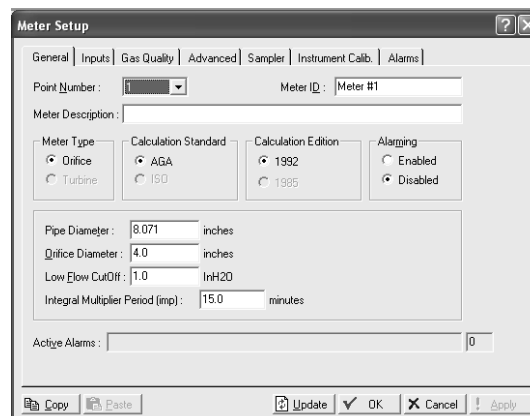 Meter Setup
General Inputs Gas Quality Advanced Sampler Instrument Calib. Alarms
Point Number : 1 Meter ID : Meter #1
Meter Description :
Meter Type Calculation Standard Calculation Edition Alarming
Orifice AGA 1992 Enabled
Turbine ISO 1985 Disabled
Pipe Diameter : 8.071 inches
Orifice Diameter : 4.0 inches
Low Flow CutOff : 1.0 InH2O
Integral Multiplier Period (imp) : 15.0 minutes
Active Alarms : 0
Copy Paste Update OK Cancel ! Apply